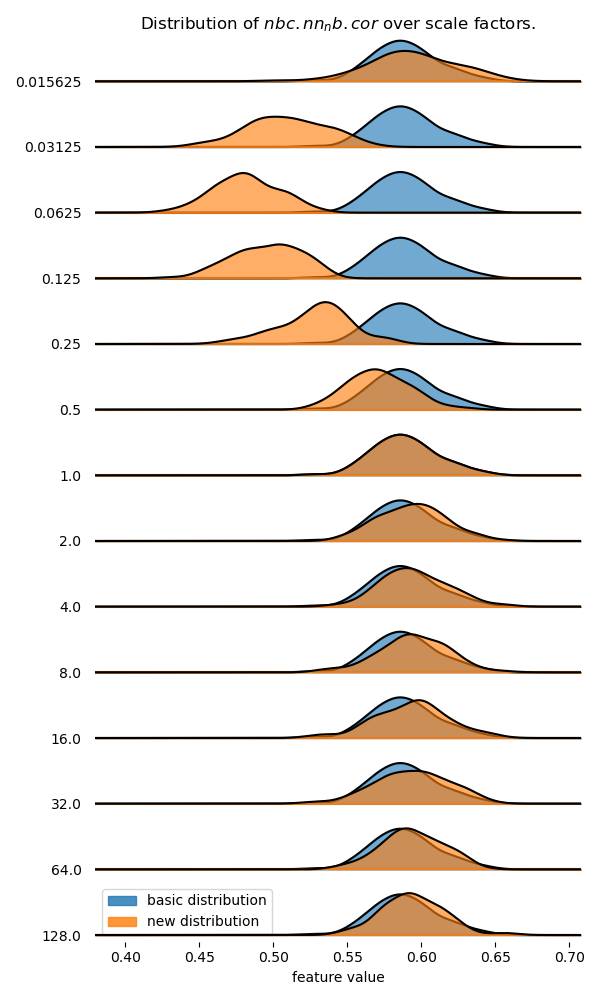 Distribution of nbc.nn_nb.cor over scale factors.
0.015625
0.03125
0.0625
0.125
0.25
0.5
1.0
2.0
4.0
8.0
16.0
32.0
64.0
128.0
basic distribution
new distribution
0.40 0.45 0.50 0.55 0.60 0.65 0.70
feature value